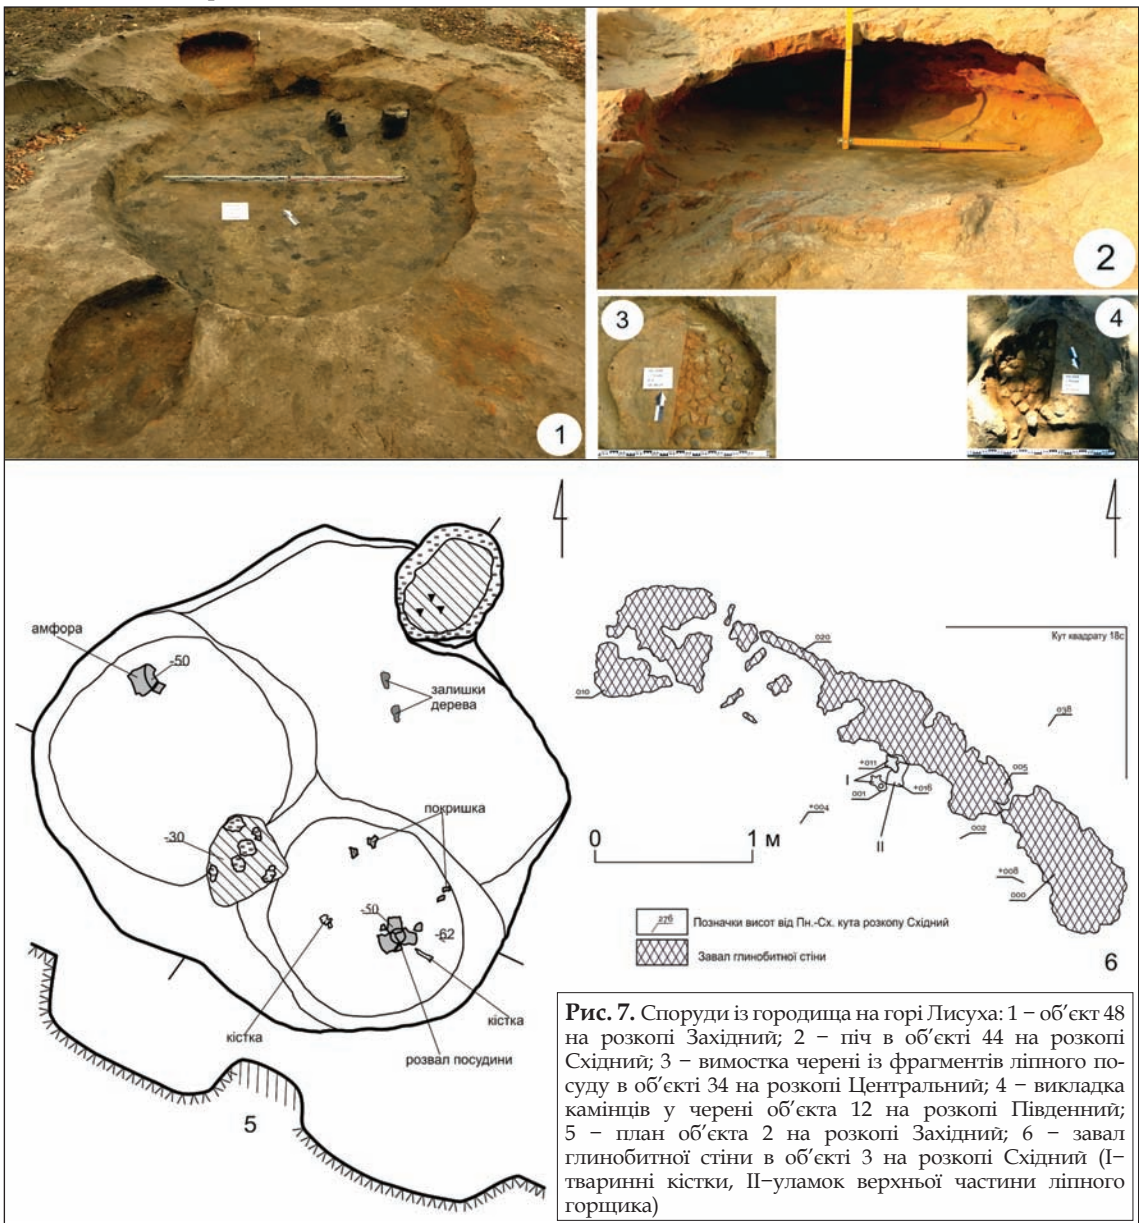 1
2
3
4
амфора
-50
залишки
дерева
-30
покришка
-50
-62
кістка
кістка
розвал посудини
5
Кут квадрату 18с
020
010
038
+011
I
001
+016
005
+004
II
002
+008
000
0
1 м
276
Позначки висот від Пн.-Сх. кута розкопу Східний
Завал глинобитної стіни
6
Рис. 7. Споруди із городища на горі Лисуха: 1 – об’єкт 48
на розкопі Західний; 2 – піч в об’єкті 44 на розкопі
Східний; 3 – вимостка черені із фрагментів ліпного по-
суду в об’єкті 34 на розкопі Центральний; 4 – викладка
камінців у черені об’єкта 12 на розкопі Південний;
5 – план об’єкта 2 на розкопі Західний; 6 – завал
глинобитної стіни в об’єкті 3 на розкопі Східний (I–
тваринні кістки, II–уламок верхньої частини ліпного
горщика)